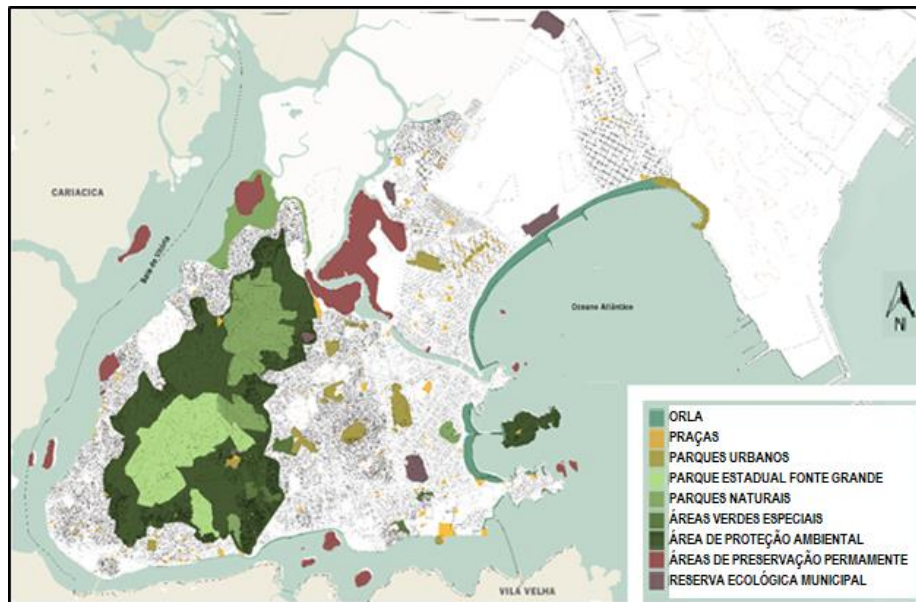 CARIACICA
Baía de Vitória
Oceano Atlântico
N
ORLA
PRAÇAS
PARQUES URBANOS
PARQUE ESTADUAL FONTE GRANDE
PARQUES NATURAIS
ÁREAS VERDES ESPECIAIS
ÁREA DE PROTEÇÃO AMBIENTAL
ÁREAS DE PRESERVAÇÃO PERMAMENTE
RESERVA ECOLÓGICA MUNICIPAL
VILA VELHA